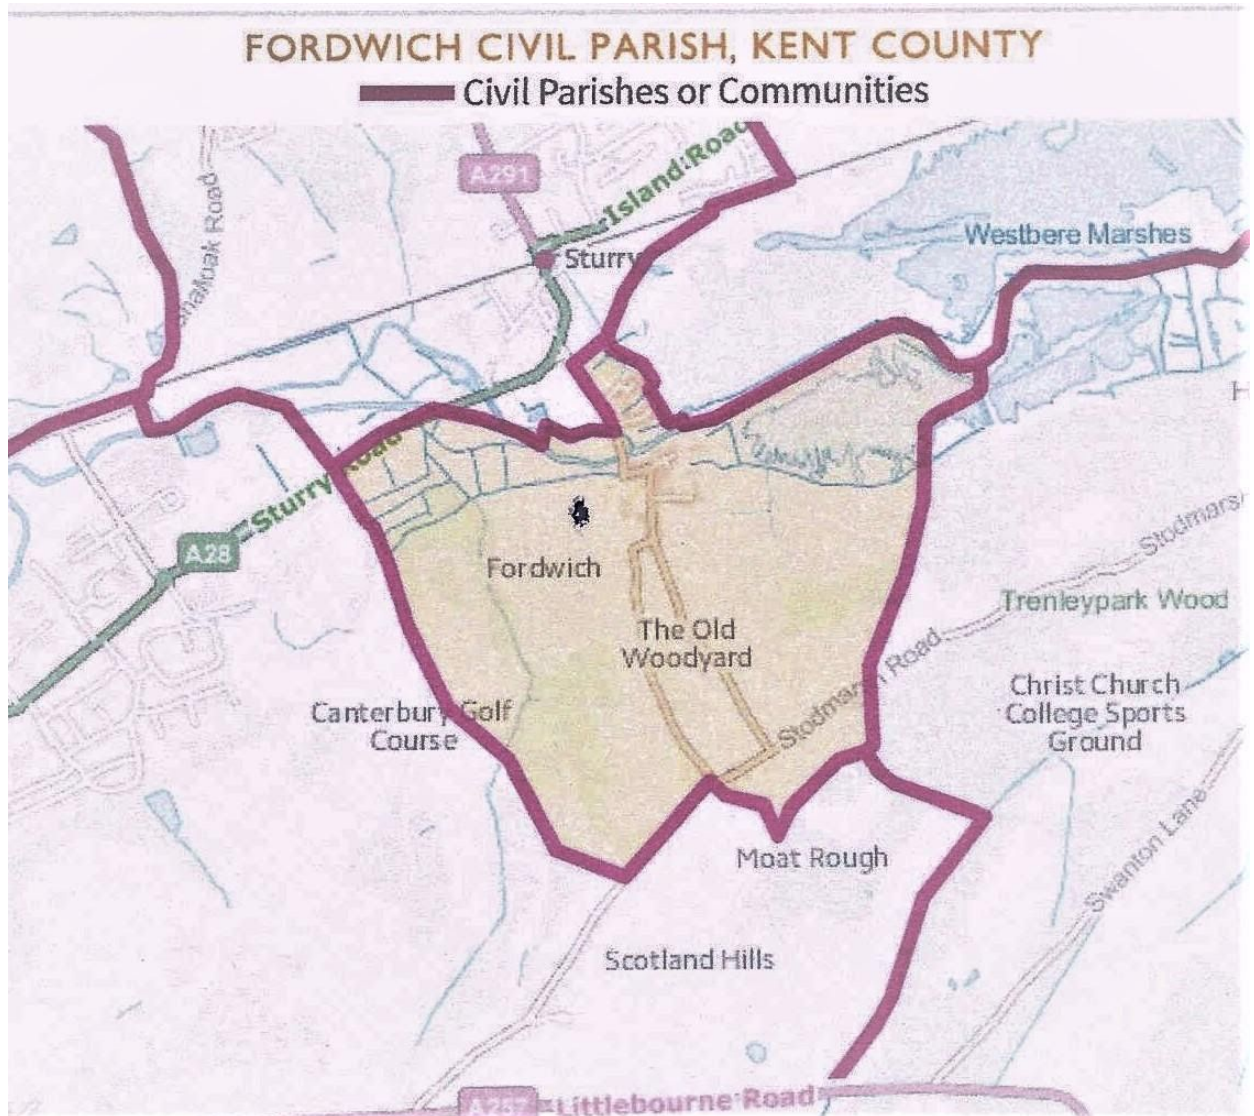 FORDWICH CIVIL PARISH, KENT COUNTY
Civil Parishes or Communities
A291
Island Road
Westbere Marshes
Sturry
Road
Sturry
A28
Fordwich
The Old
Woodyard
Stodmars
Trenleypark Wood
Road
Christ Church
College Sports
Ground
Canterbury Golf
Course
Moat Rough
Swanton Lane
Scotland Hills
Littlebourne Road
H